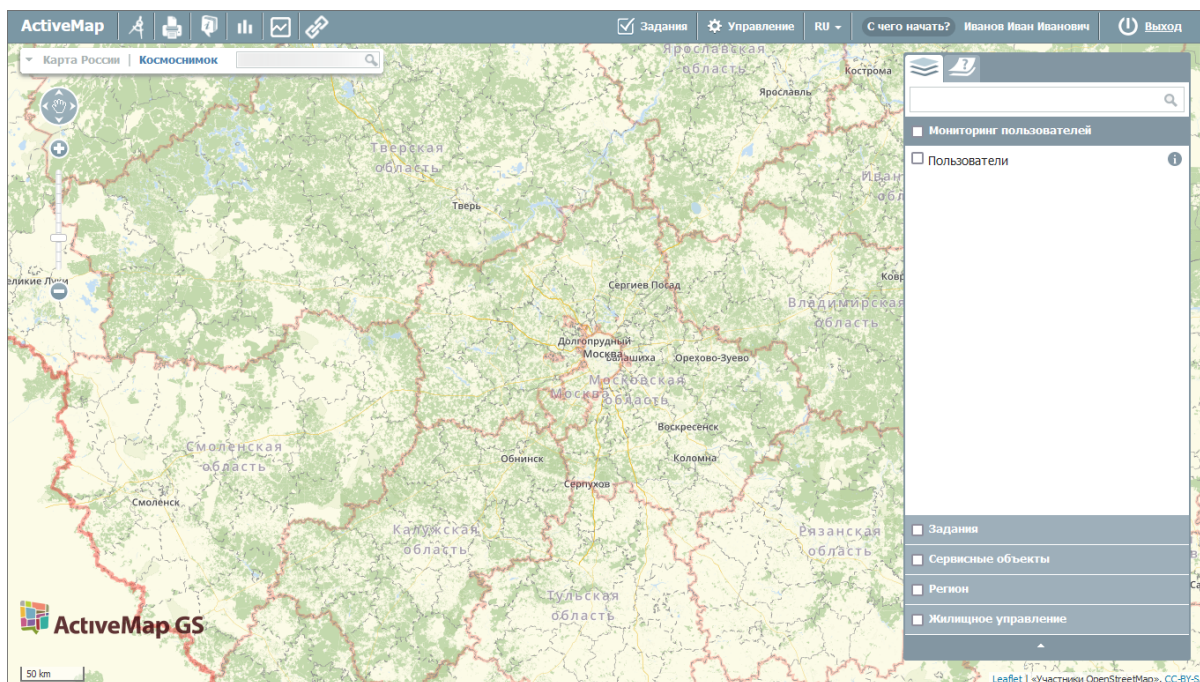 ActiveMap
Задания
Управление
RU
С чего начать?
Иванов Иван Иванович
Выход
Карта России | Космоснимок
Ярославская
область
Кострома
Ярославль
Мониторинг пользователей
Пользователи
Тверская
область
Тверь
Сергиев Посад
Владимирская
область
Долгопрудный
Москва
Балашиха
Орехово-Зуево
Московская
область
Москва
Воскресенск
Коломна
Обнинск
Серпухов
Смоленская
область
Смоленск
Калужская
область
Рязанская
область
Тульская
область
Задания
Сервисные объекты
Регион
Жилищное управление
ActiveMap GS
50 km
Leaflet | «Участники OpenStreetMap», CC-BY-S